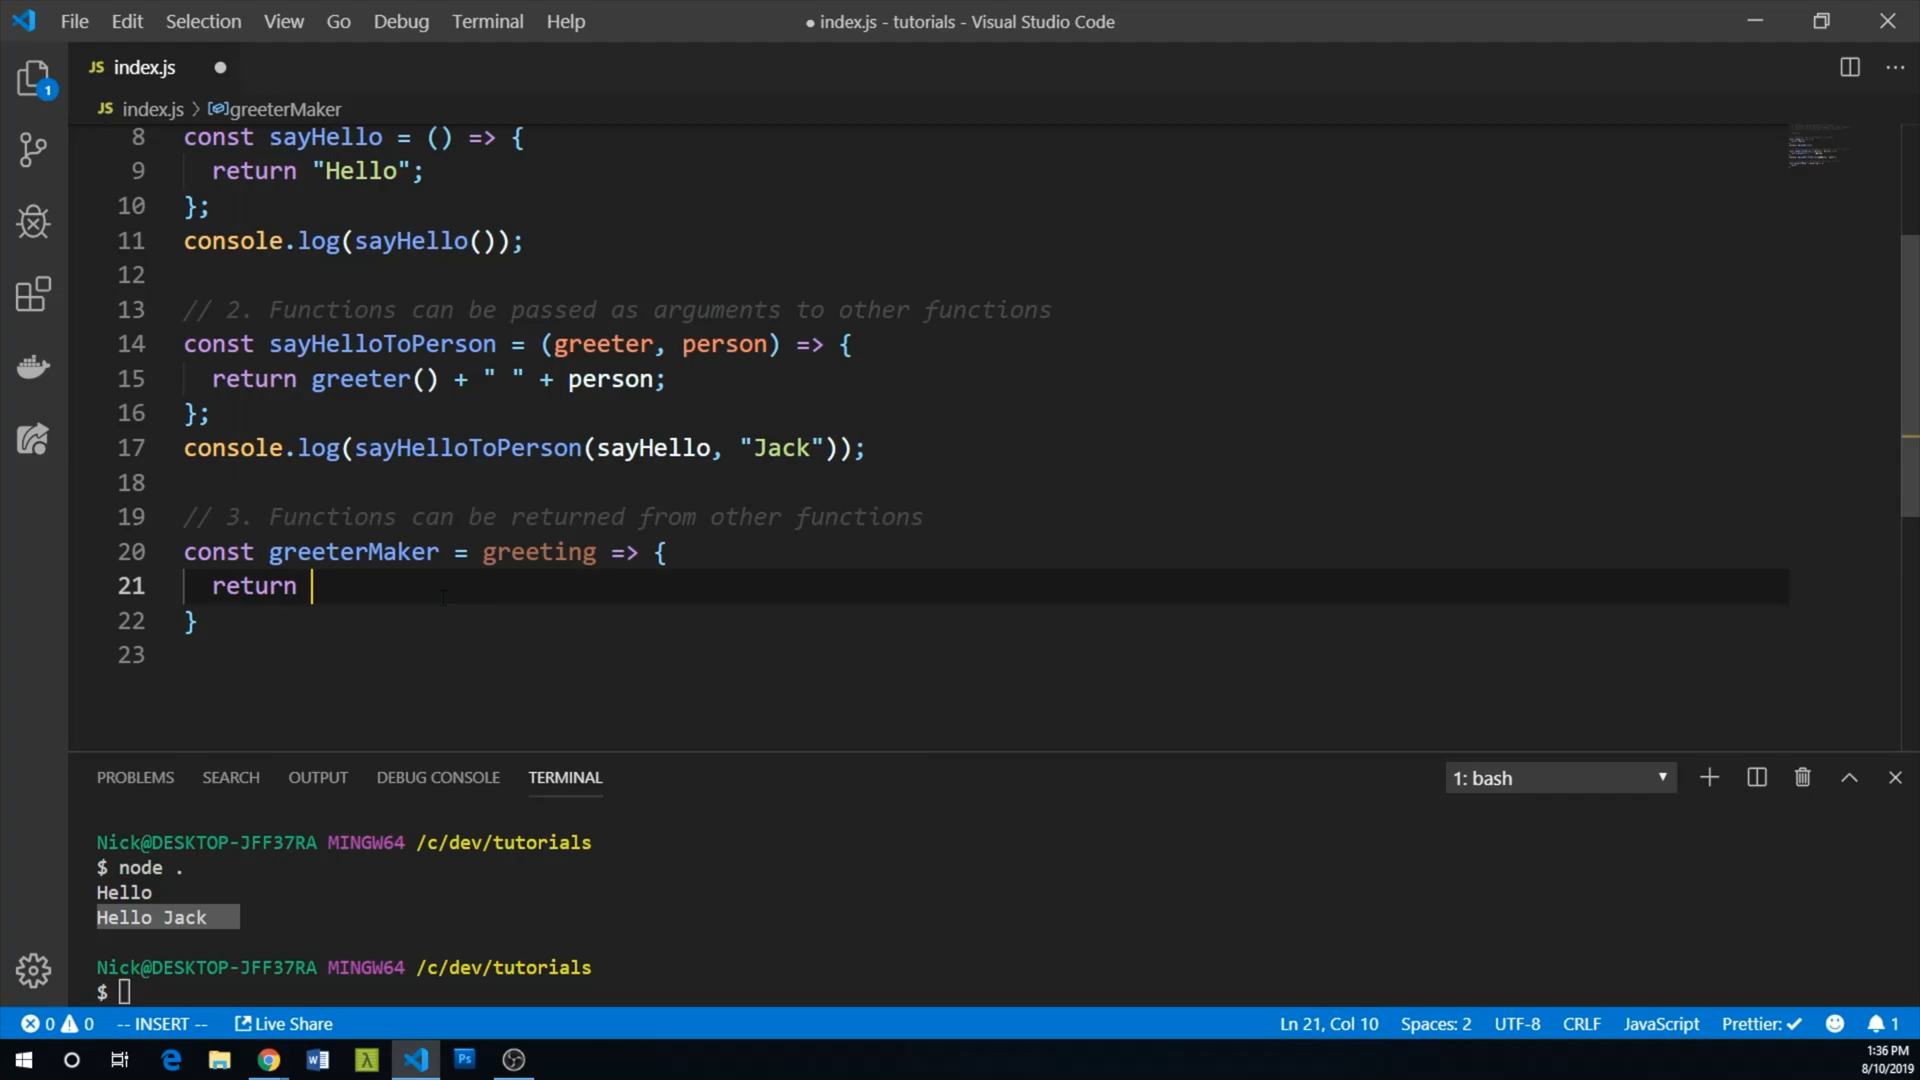 File Edit Selection View Go Debug Terminal Help
● index.js - tutorials - Visual Studio Code
JS index.js ●
1
JS index.js > greeterMaker
8 const sayHello = () => {
9 return "Hello";
10 };
11 console.log(sayHello());
12
13 // 2. Functions can be passed as arguments to other functions
14 const sayHelloToPerson = (greeter, person) => {
15 return greeter() + " " + person;
16 };
17 console.log(sayHelloToPerson(sayHello, "Jack"));
18
19 // 3. Functions can be returned from other functions
20 const greeterMaker = greeting => {
21 return
22 }
23
PROBLEMS SEARCH OUTPUT DEBUG CONSOLE TERMINAL
1: bash
Nick@DESKTOP-JFF37RA MINGW64 /c/dev/tutorials
$ node .
Hello
Hello Jack
Nick@DESKTOP-JFF37RA MINGW64 /c/dev/tutorials
$
0 0 -- INSERT -- Live Share
Ln 21, Col 10 Spaces: 2 UTF-8 CRLF JavaScript Prettier: ✓ 1
Ps
1:36 PM
8/10/2019